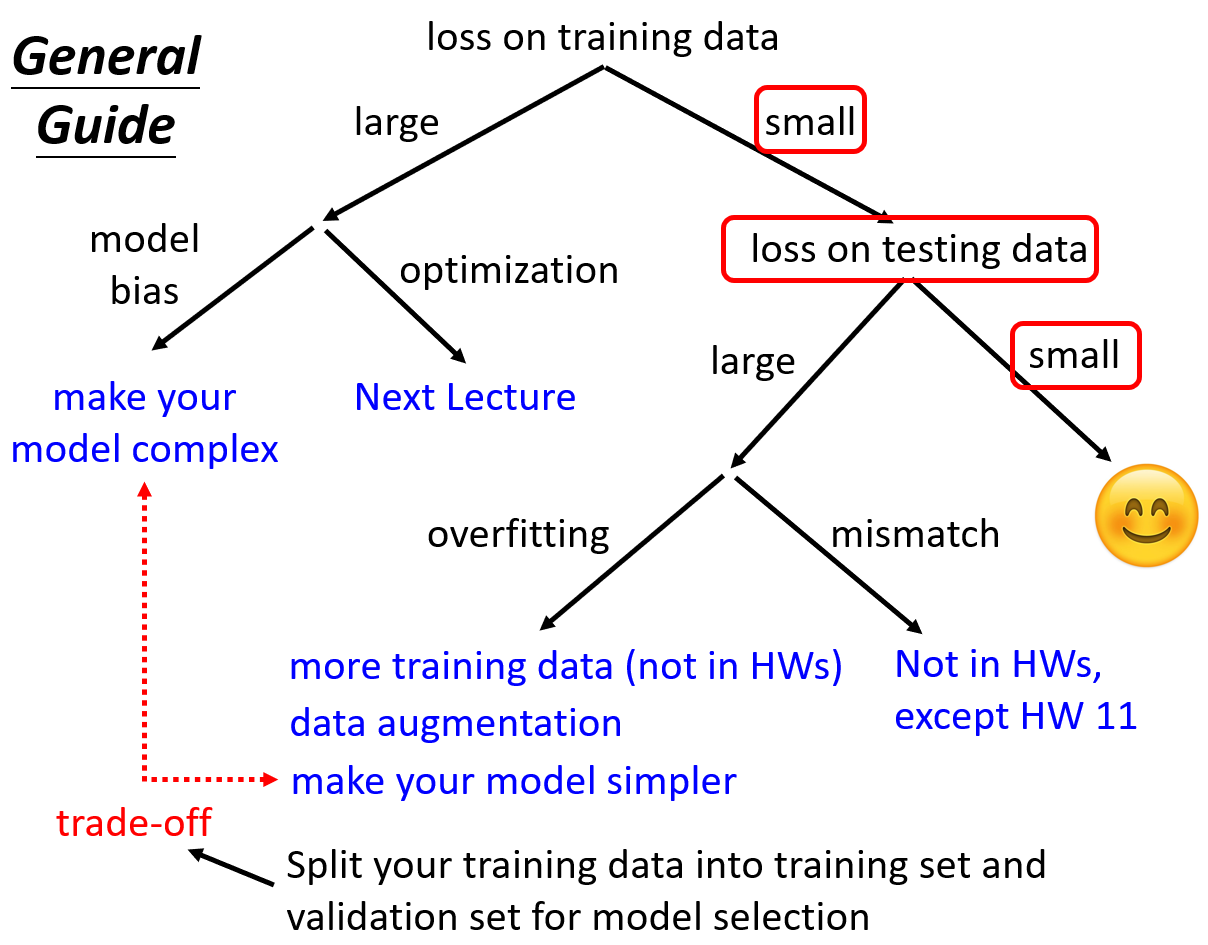 General
Guide
loss on training data
large
small
model
bias
optimization
loss on testing data
make your
model complex
Next Lecture
large
small
overfitting
mismatch
more training data (not in HWs)
data augmentation
make your model simpler
Not in HWs,
except HW 11
trade-off
Split your training data into training set and
validation set for model selection